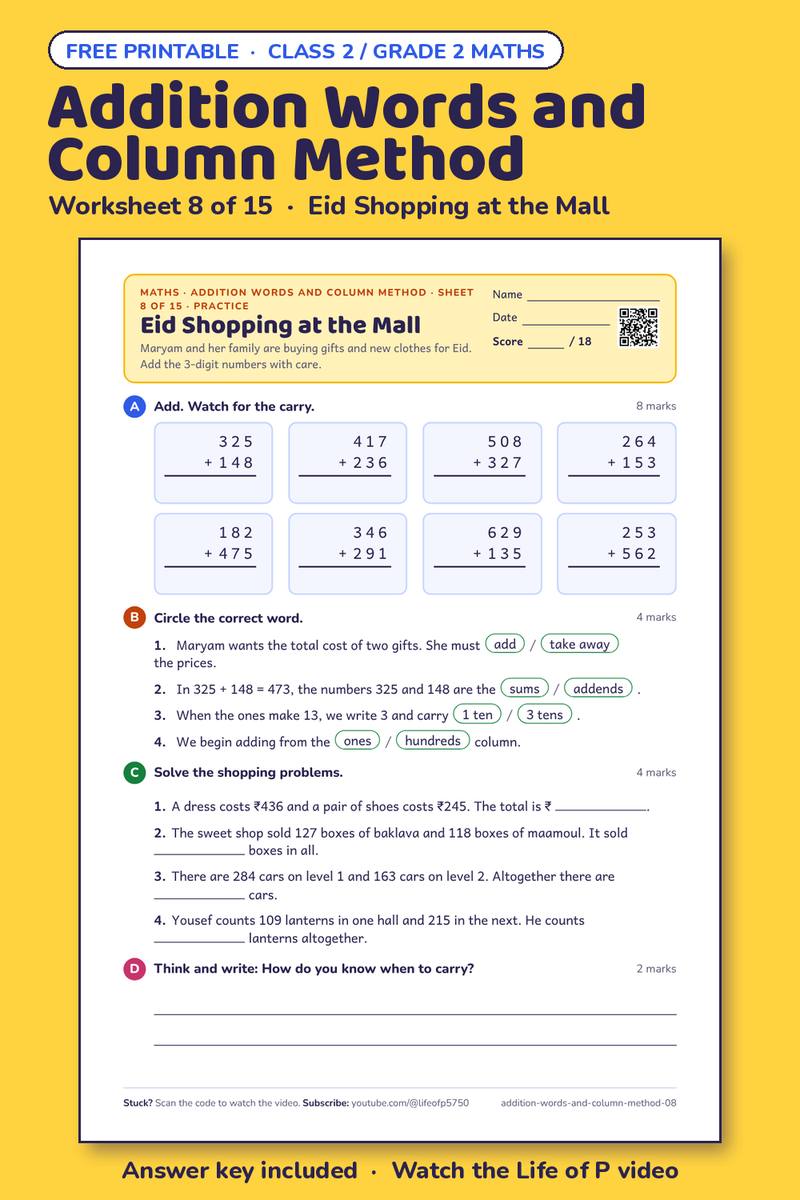 FREE PRINTABLE · CLASS 2 / GRADE 2 MATHS
Addition Words and
Column Method
Worksheet 8 of 15 · Eid Shopping at the Mall
MATHS · ADDITION WORDS AND COLUMN METHOD · SHEET
8 OF 15 · PRACTICE
Eid Shopping at the Mall
Maryam and her family are buying gifts and new clothes for Eid.
Add the 3-digit numbers with care.
Name
Date
Score ______ / 18
A Add. Watch for the carry. 8 marks
325 417 508 264
+ 148 + 236 + 327 + 153
182 346 629 253
+ 475 + 291 + 135 + 562
B Circle the correct word. 4 marks
1. Maryam wants the total cost of two gifts. She must add / take away
the prices.
2. In 325 + 148 = 473, the numbers 325 and 148 are the sums / addends .
3. When the ones make 13, we write 3 and carry 1 ten / 3 tens .
4. We begin adding from the ones / hundreds column.
C Solve the shopping problems. 4 marks
1. A dress costs ₹436 and a pair of shoes costs ₹245. The total is ₹ ____________.
2. The sweet shop sold 127 boxes of baklava and 118 boxes of maamoul. It sold
____________ boxes in all.
3. There are 284 cars on level 1 and 163 cars on level 2. Altogether there are
____________ cars.
4. Yousef counts 109 lanterns in one hall and 215 in the next. He counts
____________ lanterns altogether.
D Think and write: How do you know when to carry? 2 marks
Stuck? Scan the code to watch the video. Subscribe: youtube.com/@lifeofp5750 addition-words-and-column-method-08
Answer key included · Watch the Life of P video